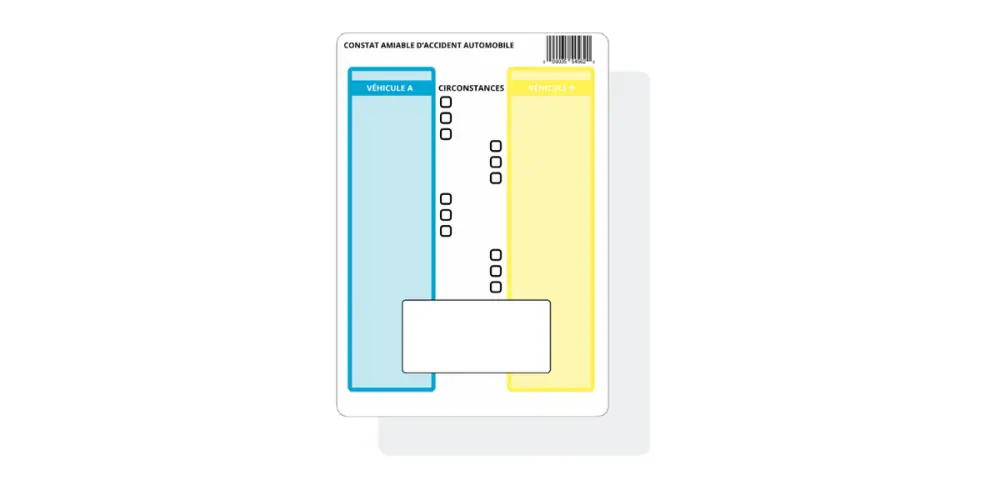 CONSTAT AMIABLE D'ACCIDENT AUTOMOBILE
VÉHICULE A
CIRCONSTANCES
VÉHICULE B